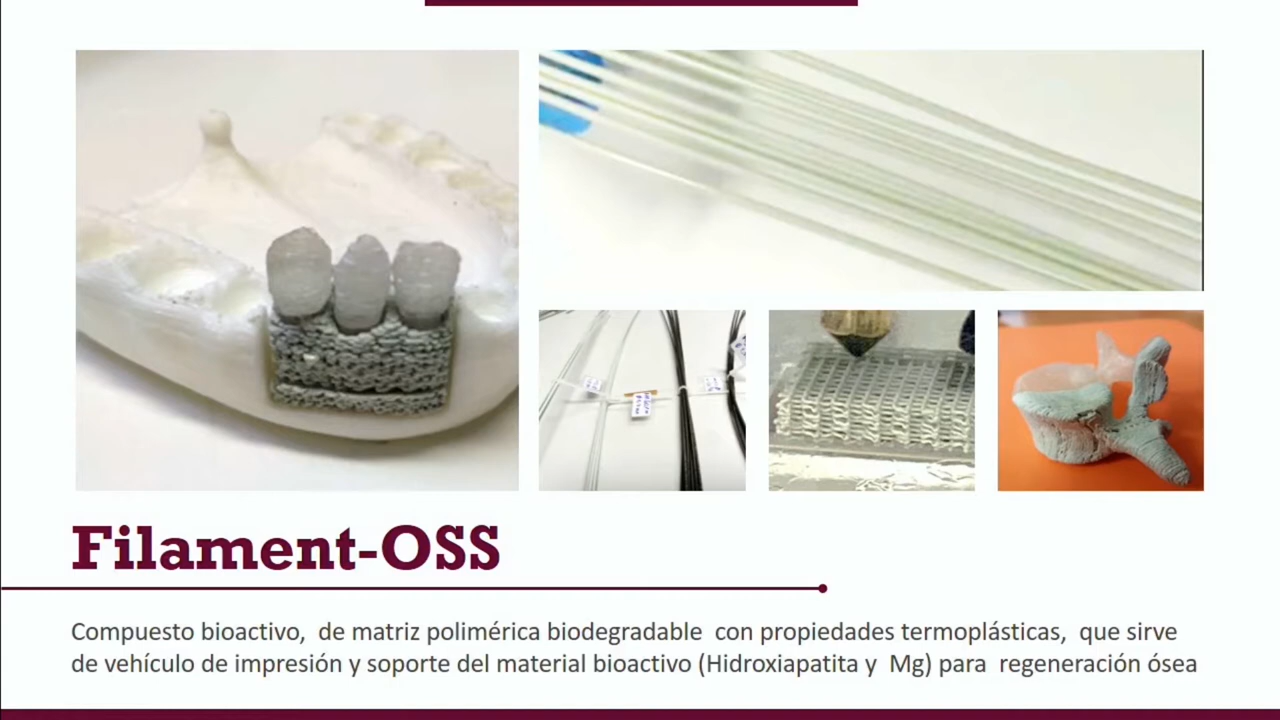 Filament-OSS
Compuesto bioactivo, de matriz polimérica biodegradable con propiedades termoplásticas, que sirve
de vehículo de impresión y soporte del material bioactivo (Hidroxiapatita y Mg) para regeneración ósea